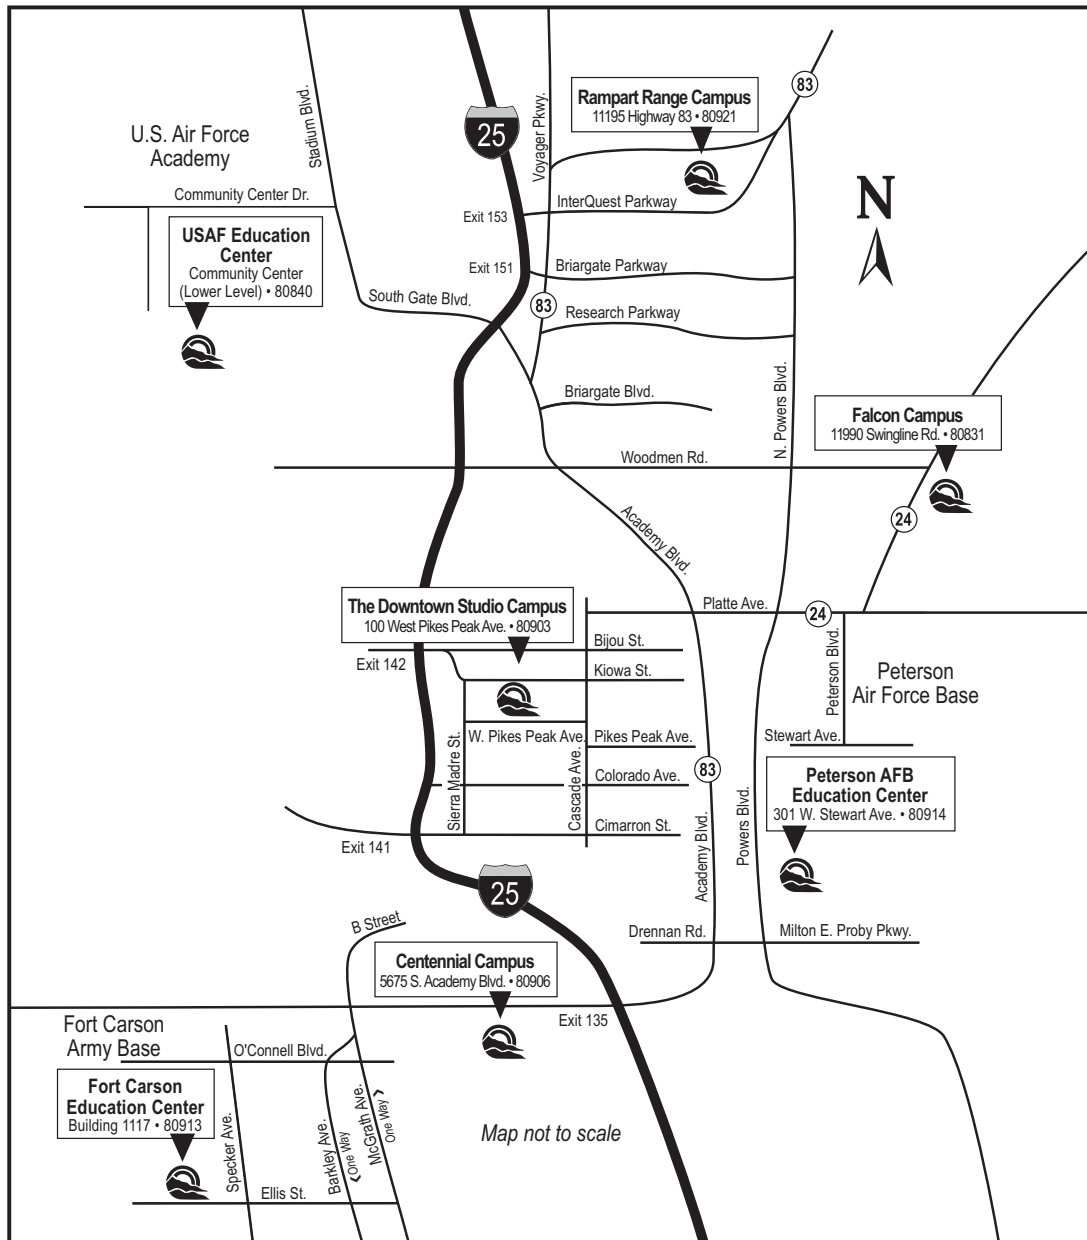 Stadium Blvd.
25
Voyager Pkwy.
83
Rampart Range Campus
11195 Highway 83 • 80921
U.S. Air Force
Academy
Community Center Dr.
InterQuest Parkway
Exit 153
N
USAF Education
Center
Community Center
(Lower Level) • 80840
Exit 151
Briargate Parkway
South Gate Blvd.
83
Research Parkway
Briargate Blvd.
N. Powers Blvd.
Falcon Campus
11990 Swingline Rd. • 80831
Woodmen Rd.
24
Academy Blvd.
The Downtown Studio Campus
100 West Pikes Peak Ave. • 80903
Platte Ave.
24
Bijou St.
Exit 142
Kiowa St.
Peterson Blvd.
Peterson
Air Force Base
Sierra Madre St.
W. Pikes Peak Ave.
Cascade Ave.
Pikes Peak Ave.
Stewart Ave.
Colorado Ave.
83
Peterson AFB
Education Center
301 W. Stewart Ave. • 80914
Cimarron St.
Exit 141
Academy Blvd.
Powers Blvd.
25
B Street
Drennan Rd.
Milton E. Proby Pkwy.
Centennial Campus
5675 S. Academy Blvd. • 80906
Exit 135
Fort Carson
Army Base
O'Connell Blvd.
Fort Carson
Education Center
Building 1117 • 80913
Specker Ave.
Barkley Ave.
<One Way
McGrath Ave.
One Way >
Map not to scale
Ellis St.